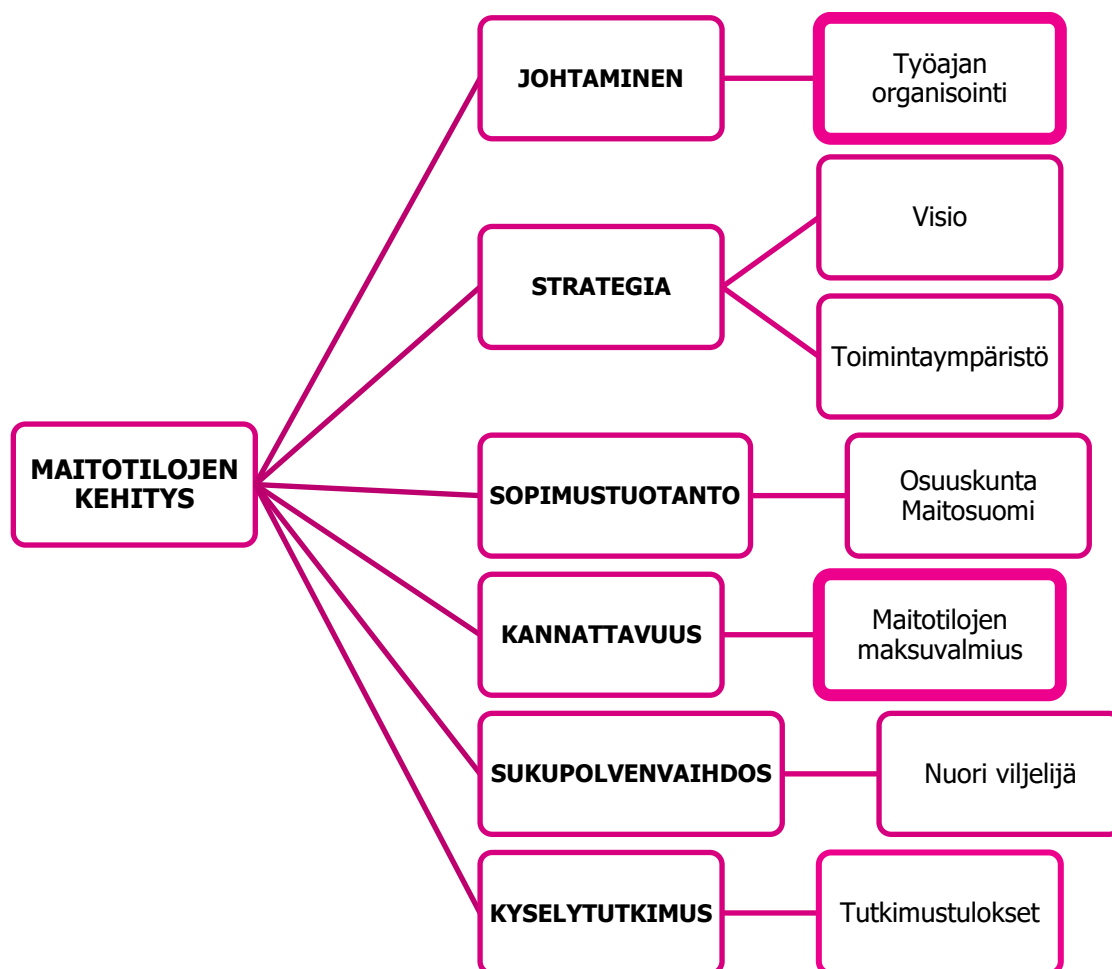 JOHTAMINEN
Työajan
organisointi
STRATEGIA
Visio
Toimintaympäristö
MAITOTILOJEN
KEHITYS
SOPIMUSTUOTANTO
Osuuskunta
Maitosuomi
KANNATTAVUUS
Maitotilojen
maksuvalmius
SUKUPOLVENVAIHDOS
Nuori viljelijä
KYSELYTUTKIMUS
Tutkimustulokset